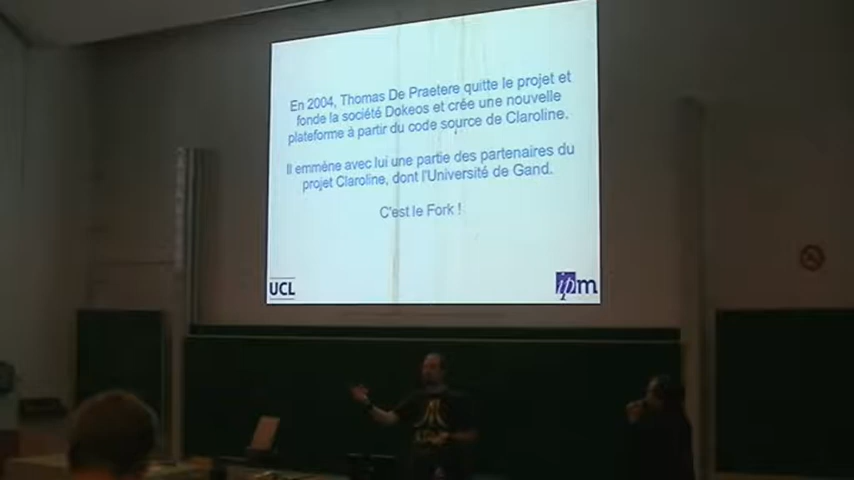 En 2004, Thomas De Praetere quitte le projet et
fonde la société Dokeos et crée une nouvelle
plateforme à partir du code source de Claroline.
Il emmène avec lui une partie des partenaires du
projet Claroline, dont l'Université de Gand.
C'est le Fork !
UCL
ipm